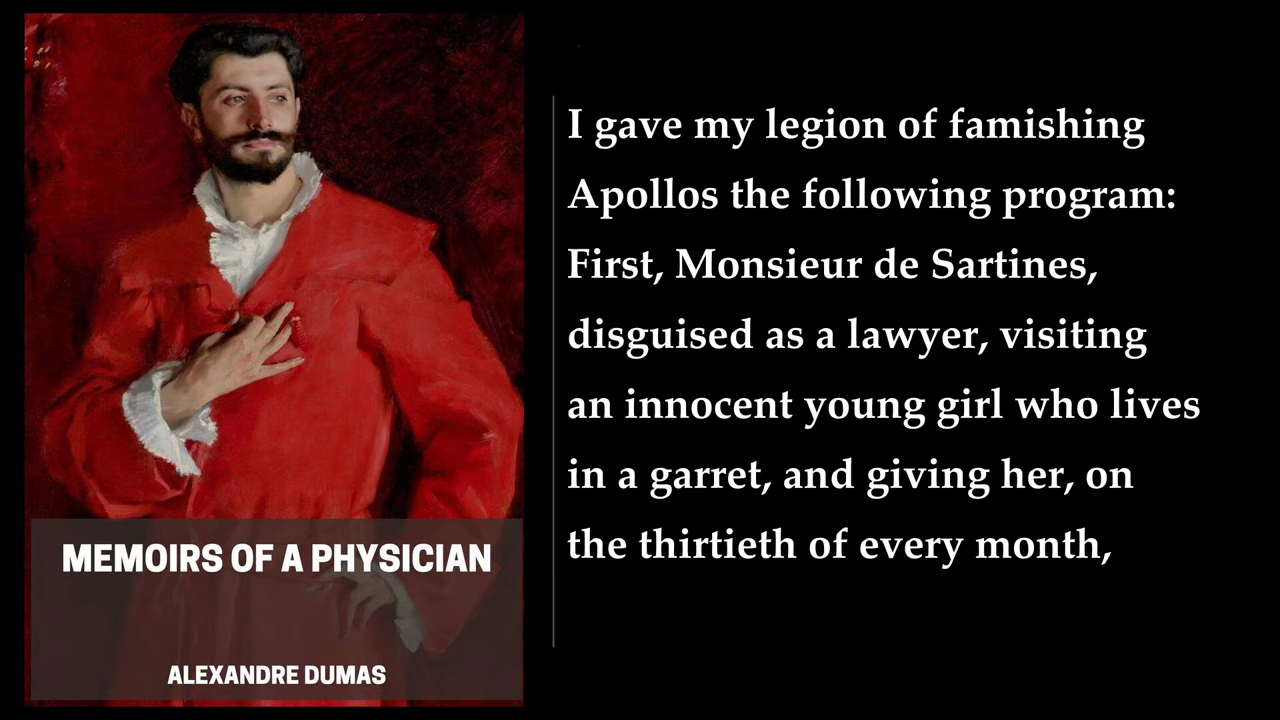 MEMOIRS OF A PHYSICIAN
ALEXANDRE DUMAS
I gave my legion of famishing
Apollos the following program:
First, Monsieur de Sartines,
disguised as a lawyer, visiting
an innocent young girl who lives
in a garret, and giving her, on
the thirtieth of every month,